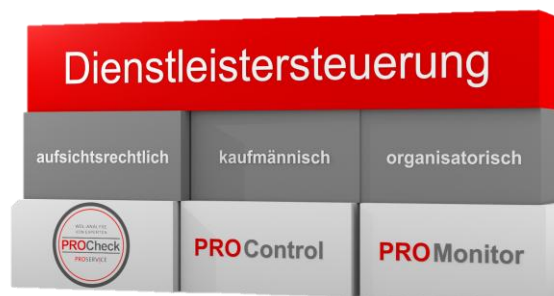 Dienstleistersteuerung
aufsichtsrechtlich
kaufmännisch
organisatorisch
PROCheck
PROSERVICE
PROControl
PROMonitor